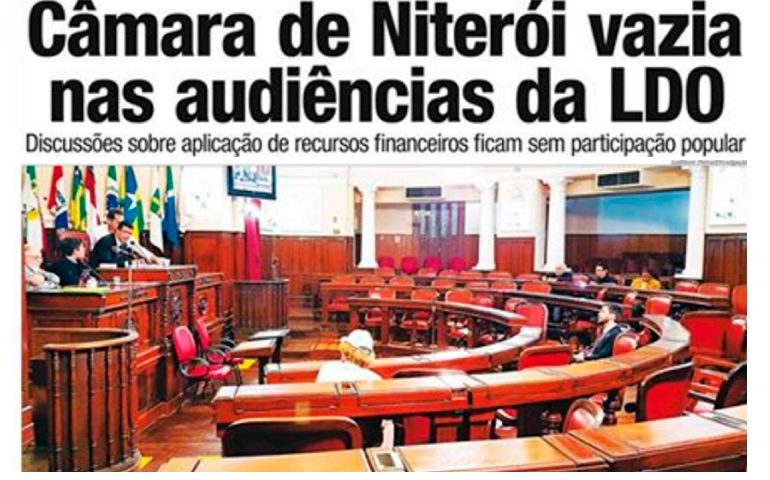 Câmara de Niterói vazia
nas audiências da LDO
Discussões sobre aplicação de recursos financeiros ficam sem participação popular